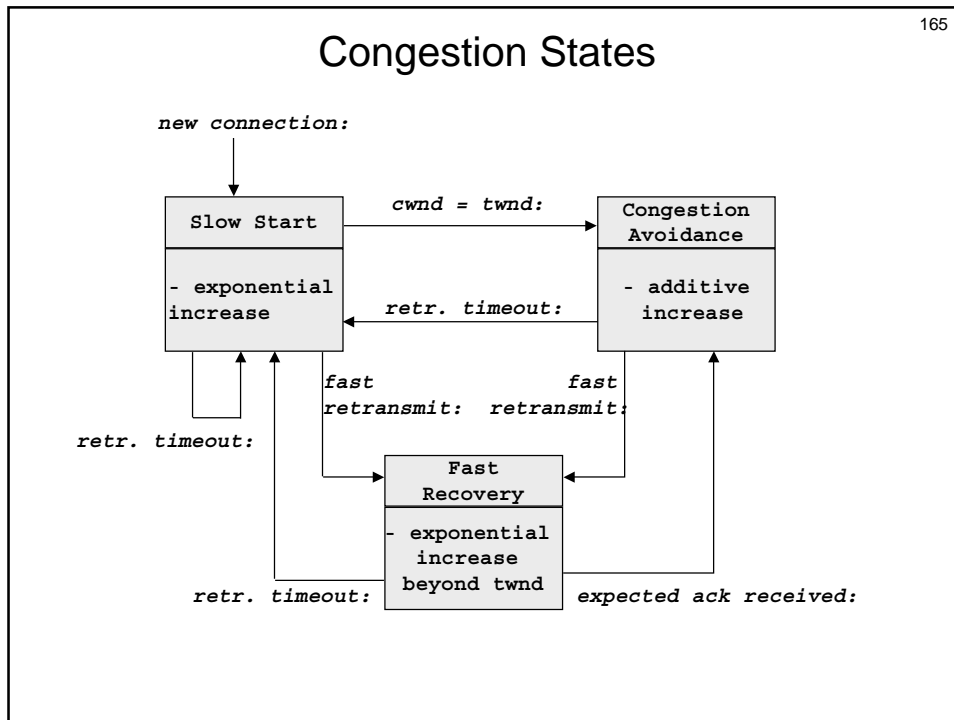 165
Congestion States
new connection:
Slow Start
cwnd = twnd:
Congestion
Avoidance
- exponential
increase
retr. timeout:
- additive
increase
fast
retransmit:
fast
retransmit:
retr. timeout:
Fast
Recovery
- exponential
increase
beyond twnd
retr. timeout:
expected ack received: